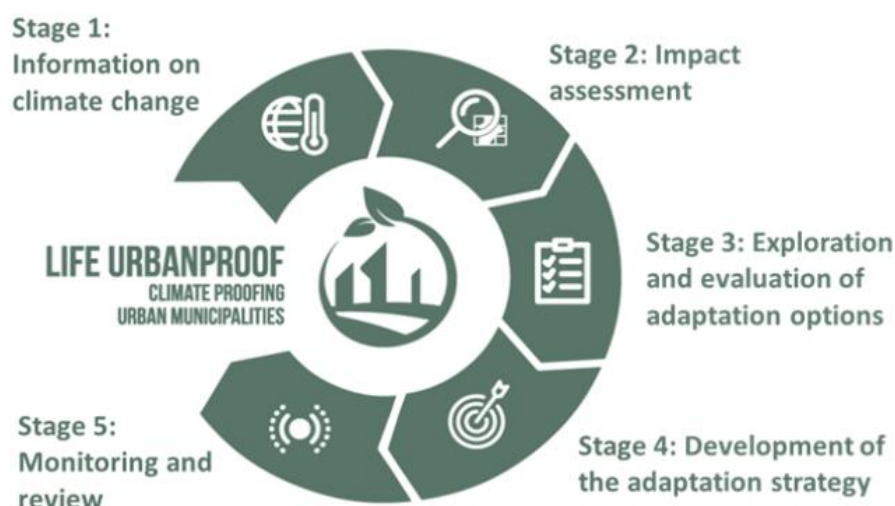 Stage 1:
Information on
climate change
Stage 2: Impact
assessment
Stage 3: Exploration
and evaluation of
adaptation options
LIFE URBANPROOF
CLIMATE PROOFING
URBAN MUNICIPALITIES
Stage 4: Development of
the adaptation strategy
Stage 5:
Monitoring and
review